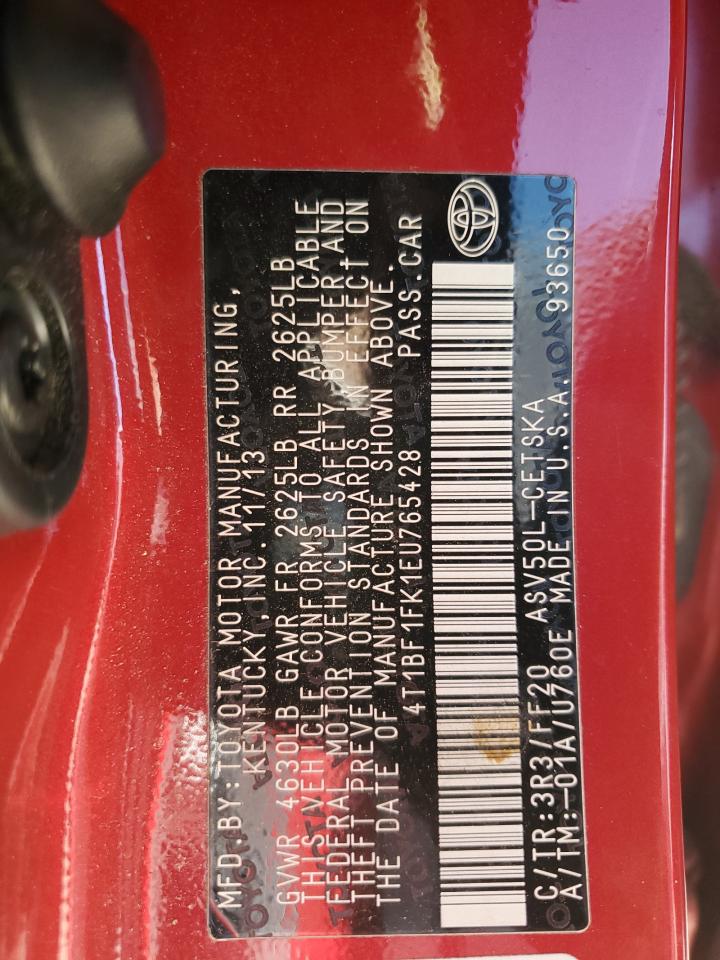 MFD BY: TOYOTA MOTOR MANUFACTURING,
KENTUCKY, INC. 11/13
GVWR 4630LB GAWR FR 2625LB RR 2625LB
THIS VEHICLE CONFORMS TO ALL APPLICABLE
FEDERAL MOTOR VEHICLE SAFETY, BUMPER AND
THEFT PREVENTION STANDARDS IN EFFECT ON
THE DATE OF MANUFACTURE SHOWN ABOVE.
4T1BF1FK1EU765428 PASS.CAR
C/TR:3R3/FF20 ASV50L-CETSKA
A/TM:-01A/U760E MADE IN U.S.A. 93650